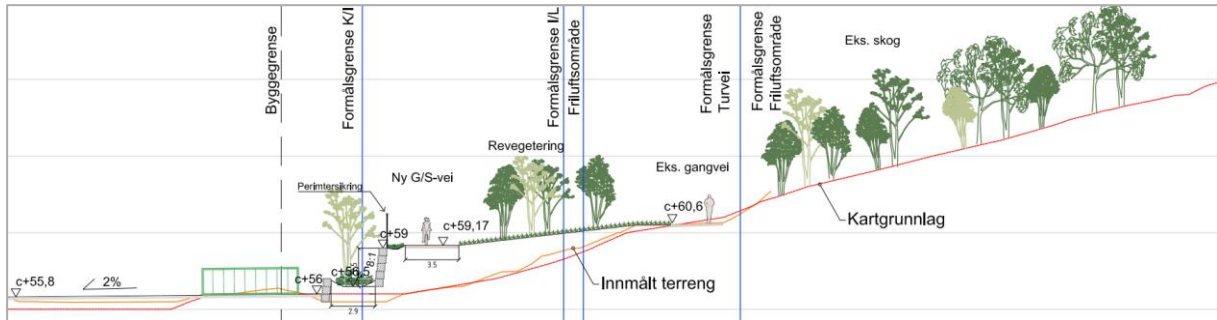 Byggegrense
Formålsgrense K/I
Formålsgrense I/L
Friluftsområde
Formålsgrense
Turvei
Formålsgrense
Friluftsområde
Eks. skog
Revegetering
Ny G/S-vei
Eks. gangvei
Perimtersikring
c+60,6
c+59
c+59,17
Kartgrunnlag
8:1
3.5
c+56,5
c+56
Innmålt terreng
c+55,8
2%
2.9